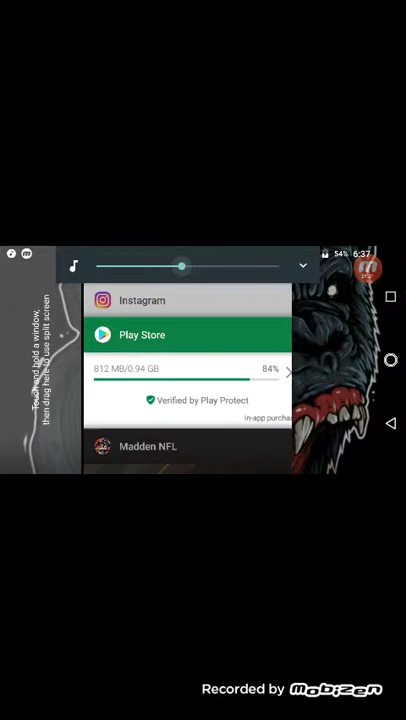 54% 6:37
Touch and hold a window,
then drag here to use split screen
Instagram
Play Store
812 MB/0.94 GB 84%
Verified by Play Protect
In-app purchas
Madden NFL
Recorded by Mobizen